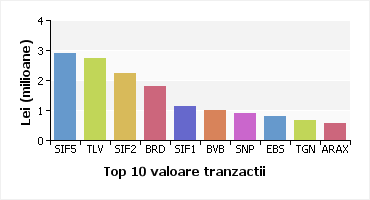 Lei (milioane)
4
3
2
1
0
SIF5 TLV SIF2 BRD SIF1 BVB SNP EBS TGN ARAX
Top 10 valoare tranzactii